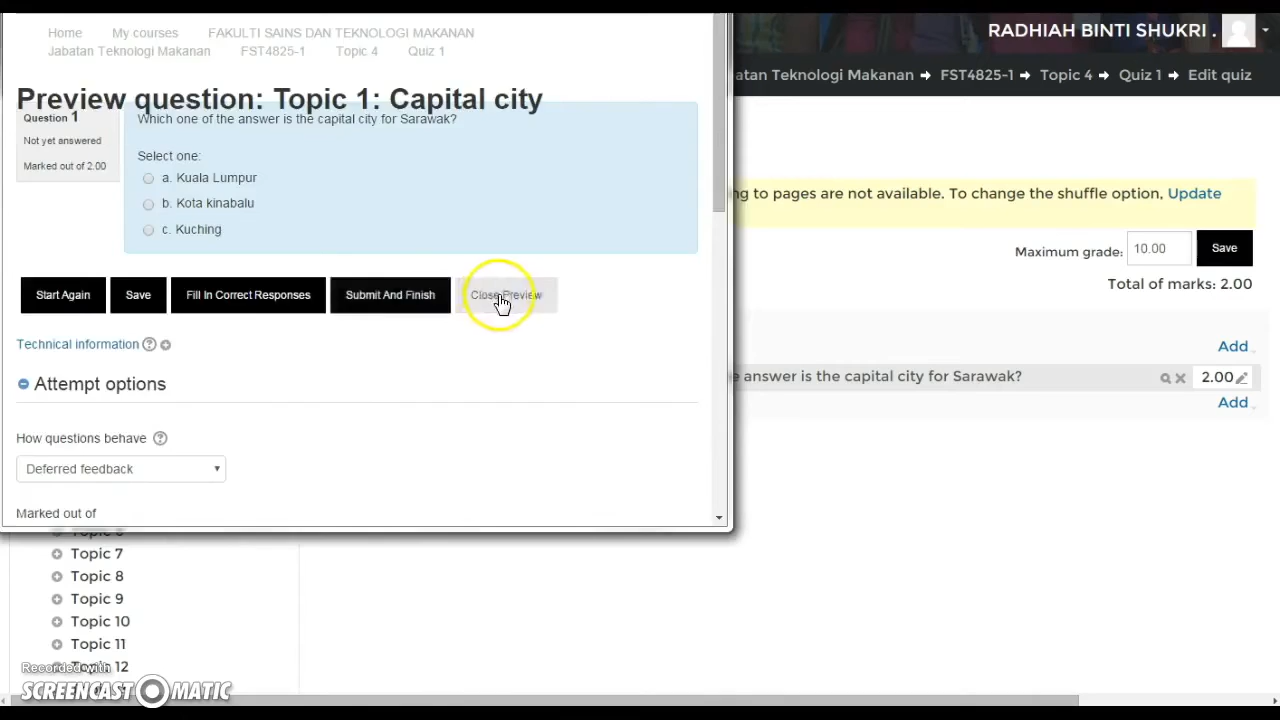 Home My courses FAKULTI SAINS DAN TEKNOLOGI MAKANAN
Jabatan Teknologi Makanan FST4825-1 Topic 4 Quiz 1
RADHIAH BINTI SHUKRI .
atan Teknologi Makanan FST4825-1 Topic 4 Quiz 1 Edit quiz
Preview question: Topic 1: Capital city
Question 1
Not yet answered
Marked out of 2.00
Which one of the answer is the capital city for Sarawak?
Select one:
a. Kuala Lumpur
b. Kota kinabalu
c. Kuching
Start Again Save Fill In Correct Responses Submit And Finish Close Preview
Technical information
Attempt options
How questions behave
Deferred feedback
Marked out of
ng to pages are not available. To change the shuffle option, Update
Maximum grade: 10.00 Save
Total of marks: 2.00
Add
e answer is the capital city for Sarawak? 2.00
Add
Topic 7
Topic 8
Topic 9
Topic 10
Topic 11
Topic 12
Recorded with
SCREENCAST MATIC